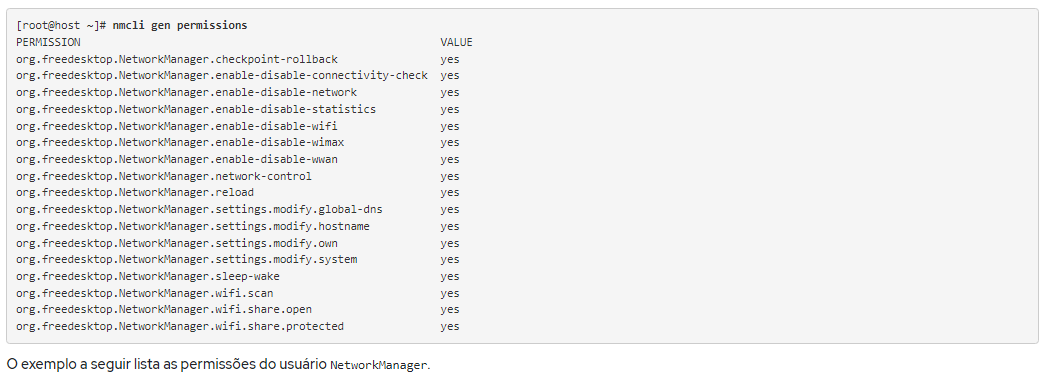 [root@host ~]# nmcli gen permissions
PERMISSION VALUE
org.freedesktop.NetworkManager.checkpoint-rollback yes
org.freedesktop.NetworkManager.enable-disable-connectivity-check yes
org.freedesktop.NetworkManager.enable-disable-network yes
org.freedesktop.NetworkManager.enable-disable-statistics yes
org.freedesktop.NetworkManager.enable-disable-wifi yes
org.freedesktop.NetworkManager.enable-disable-wimax yes
org.freedesktop.NetworkManager.enable-disable-wwan yes
org.freedesktop.NetworkManager.network-control yes
org.freedesktop.NetworkManager.reload yes
org.freedesktop.NetworkManager.settings.modify.global-dns yes
org.freedesktop.NetworkManager.settings.modify.hostname yes
org.freedesktop.NetworkManager.settings.modify.own yes
org.freedesktop.NetworkManager.settings.modify.system yes
org.freedesktop.NetworkManager.sleep-wake yes
org.freedesktop.NetworkManager.wifi.scan yes
org.freedesktop.NetworkManager.wifi.share.open yes
org.freedesktop.NetworkManager.wifi.share.protected yes
O exemplo a seguir lista as permissões do usuário NetworkManager.